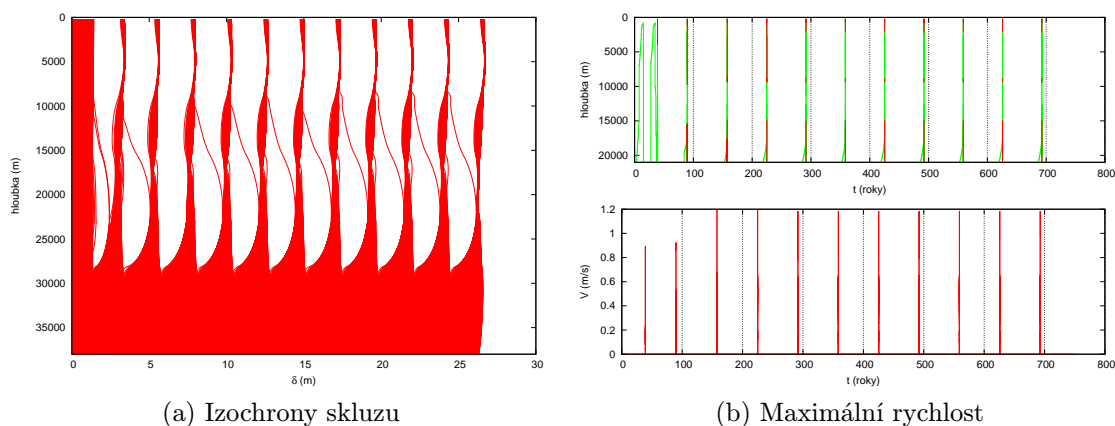 0
5000
10000
15000
20000
25000
30000
35000
hloubka (m)
0 5 10 15 20 25 30
δ (m)
(a) Izochrony skluzu
0
5000
10000
15000
20000
hloubka (m)
0 100 200 300 400 500 600 700 800
t (roky)
1.2
1
0.8
0.6
0.4
0.2
0
V (m/s)
0 100 200 300 400 500 600 700 800
t (roky)
(b) Maximální rychlost